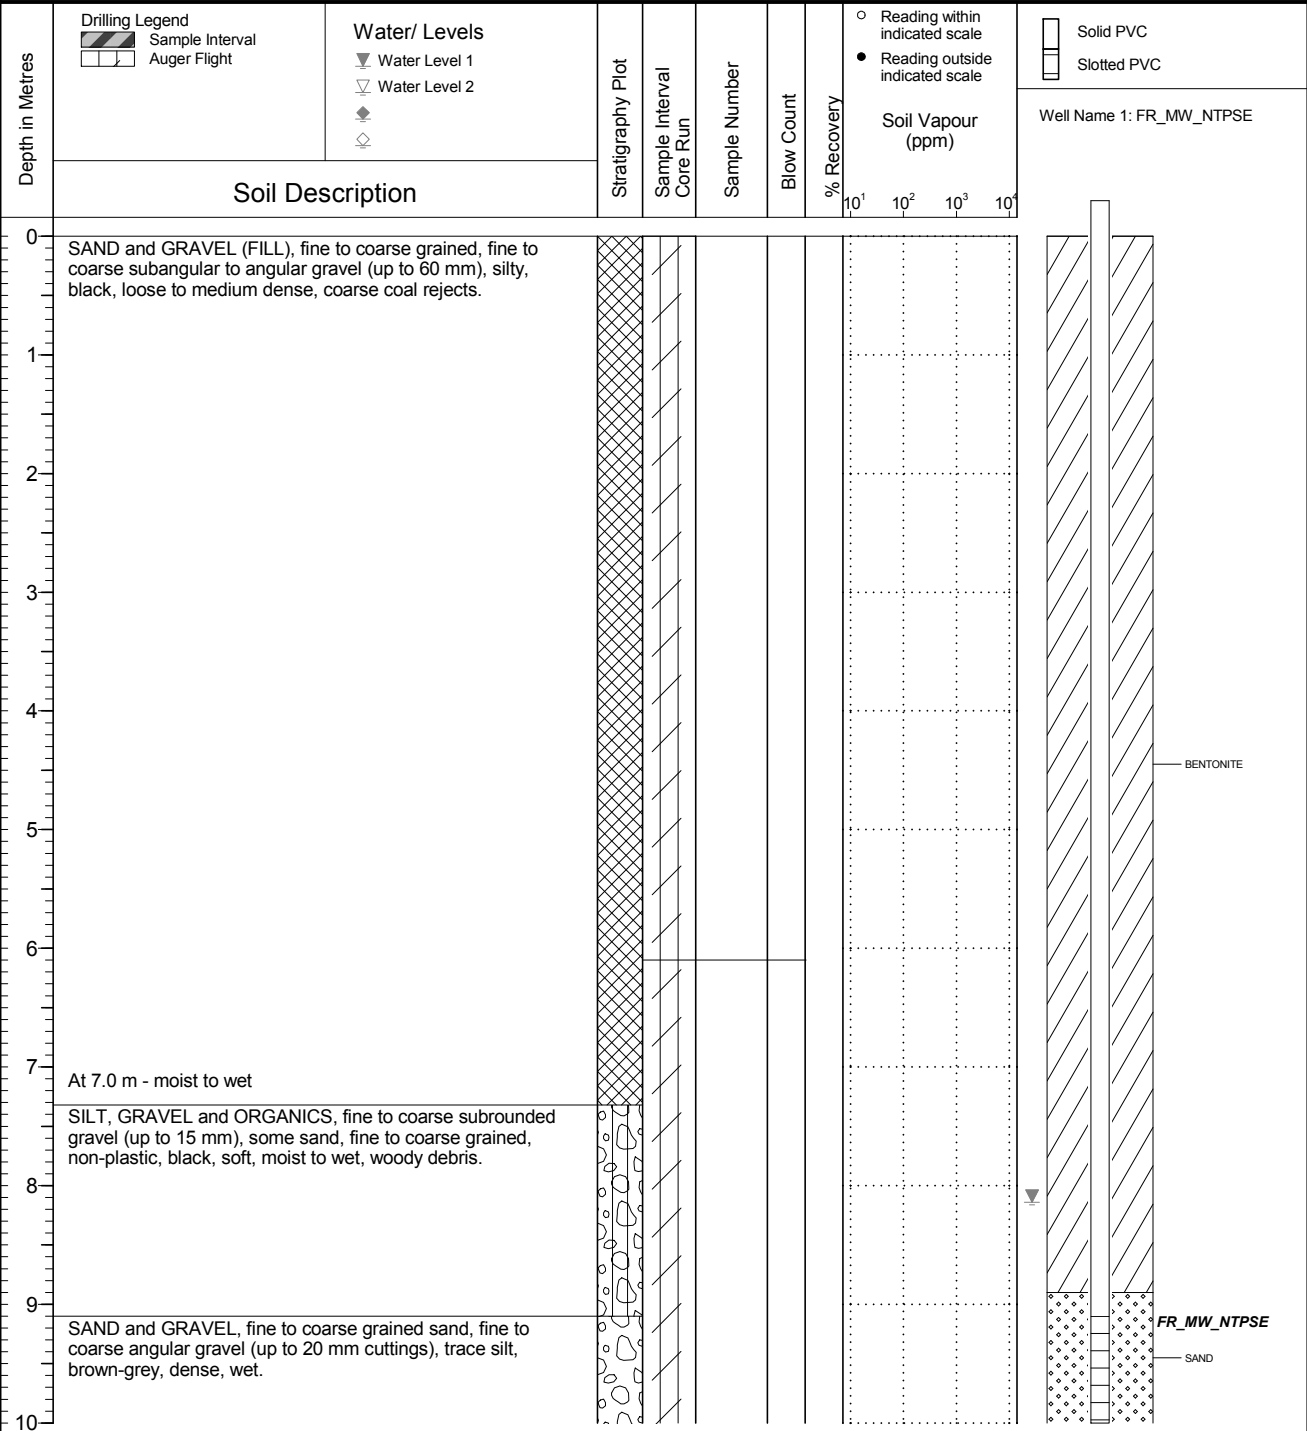 Depth in Metres
Drilling Legend
Sample Interval
Auger Flight
Water/ Levels
Water Level 1
Water Level 2
Soil Description
Stratigraphy Plot
Sample Interval
Core Run
Sample Number
Blow Count
% Recovery
Reading within
indicated scale
Reading outside
indicated scale
Soil Vapour
(ppm)
10¹ 10² 10³ 10⁴
Solid PVC
Slotted PVC
Well Name 1: FR_MW_NTPSE
0
SAND and GRAVEL (FILL), fine to coarse grained, fine to
coarse subangular to angular gravel (up to 60 mm), silty,
black, loose to medium dense, coarse coal rejects.
1
2
3
4
BENTONITE
5
6
7
At 7.0 m - moist to wet
SILT, GRAVEL and ORGANICS, fine to coarse subrounded
gravel (up to 15 mm), some sand, fine to coarse grained,
non-plastic, black, soft, moist to wet, woody debris.
8
9
SAND and GRAVEL, fine to coarse grained sand, fine to
coarse angular gravel (up to 20 mm cuttings), trace silt,
brown-grey, dense, wet.
FR_MW_NTPSE
SAND
10